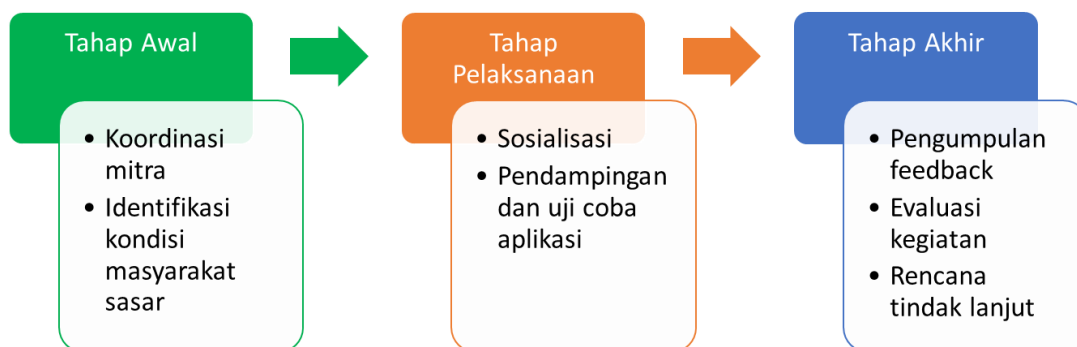 Tahap Awal
• Koordinasi
mitra
• Identifikasi
kondisi
masyarakat
sasar
Tahap
Pelaksanaan
• Sosialisasi
• Pendampingan
dan uji coba
aplikasi
Tahap Akhir
• Pengumpulan
feedback
• Evaluasi
kegiatan
• Rencana
tindak lanjut